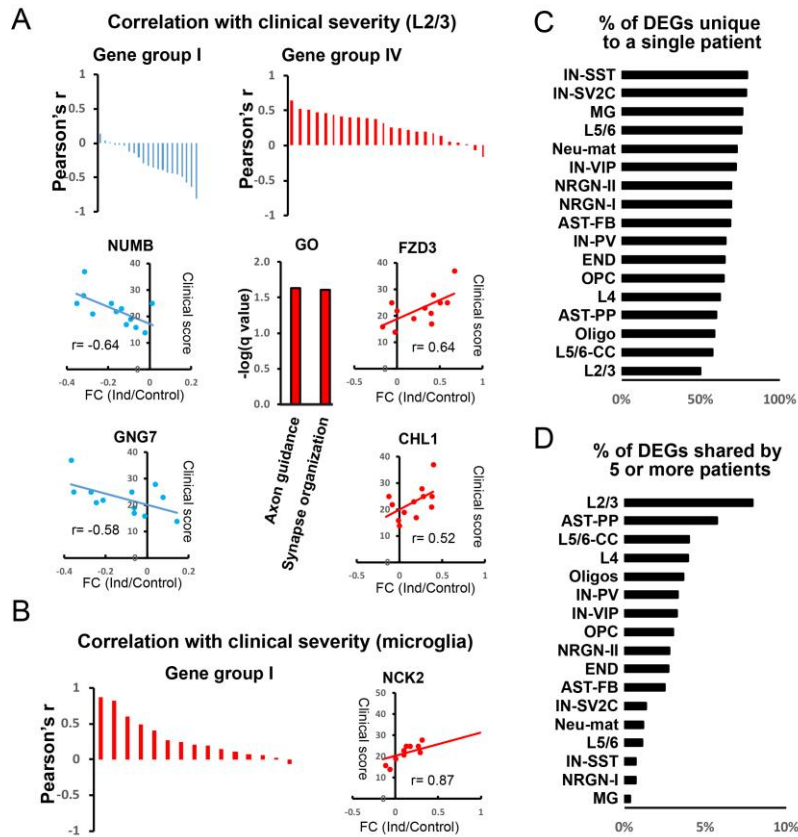 A
Correlation with clinical severity (L2/3)
Gene group I
Gene group IV
Pearson's r
1
0.5
0
-0.5
-1
Pearson's r
1
0.5
0
-0.5
-1
NUMB
40
30
20
10
0
Clinical score
r= -0.64
-0.4
-0.2
0
0.2
FC (Ind/Control)
GO
-log(q value)
2.0
1.5
1.0
0.5
0.0
Axon guidance
Synapse organization
FZD3
40
30
20
10
0
Clinical score
r= 0.64
-0.5
0
0.5
1
FC (Ind/Control)
GNG7
40
30
20
10
0
Clinical score
r= -0.58
-0.4
-0.2
0
0.2
FC (Ind/Control)
CHL1
40
30
20
10
0
Clinical score
r= 0.52
-0.5
0
0.5
1
FC (Ind/Control)
B
Correlation with clinical severity (microglia)
Gene group I
Pearson's r
1
0.5
0
-0.5
-1
NCK2
Clinical score
50
40
30
20
10
0
r= 0.87
-0.5
0
0.5
1
FC (Ind/Control)
C
% of DEGs unique
to a single patient
IN-SST
IN-SV2C
MG
L5/6
Neu-mat
IN-VIP
NRGN-II
NRGN-I
AST-FB
IN-PV
END
OPC
L4
AST-PP
Oligo
L5/6-CC
L2/3
0%
50%
100%
D
% of DEGs shared by
5 or more patients
L2/3
AST-PP
L5/6-CC
L4
Oligos
IN-PV
IN-VIP
OPC
NRGN-II
END
AST-FB
IN-SV2C
Neu-mat
L5/6
IN-SST
NRGN-I
MG
0%
5%
10%